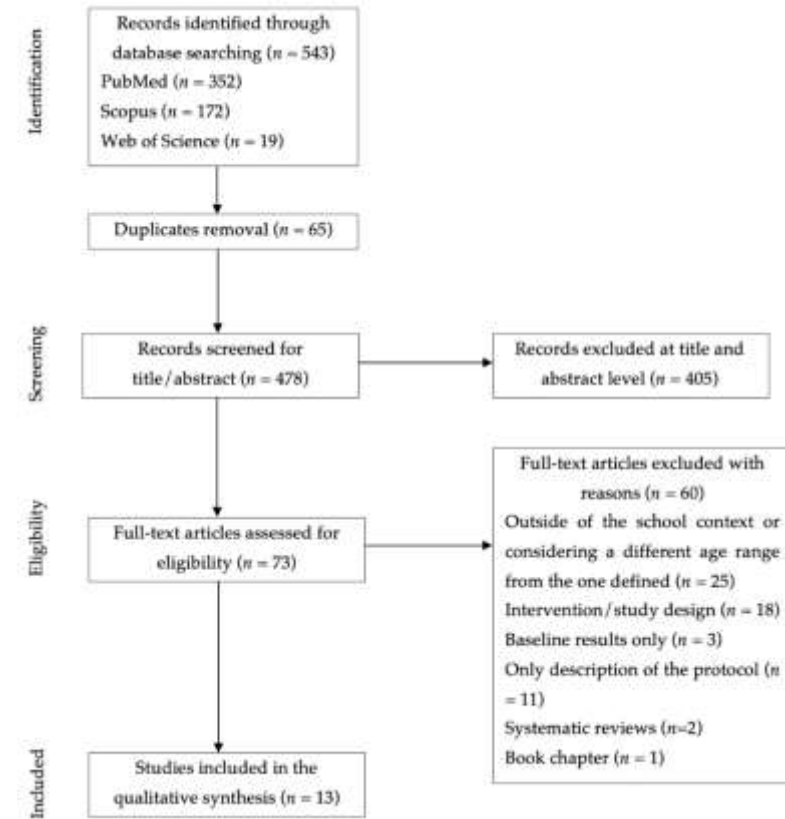 Identification
Records identified through
database searching (n = 543)
PubMed (n = 352)
Scopus (n = 172)
Web of Science (n = 19)
Duplicates removal (n = 65)
Screening
Records screened for
title/abstract (n = 478)
Records excluded at title and
abstract level (n = 405)
Eligibility
Full-text articles assessed for
eligibility (n = 73)
Full-text articles excluded with
reasons (n = 60)
Outside of the school context or
considering a different age range
from the one defined (n = 25)
Intervention/study design (n = 18)
Baseline results only (n = 3)
Only description of the protocol (n
= 11)
Systematic reviews (n=2)
Book chapter (n = 1)
Included
Studies included in the
qualitative synthesis (n = 13)